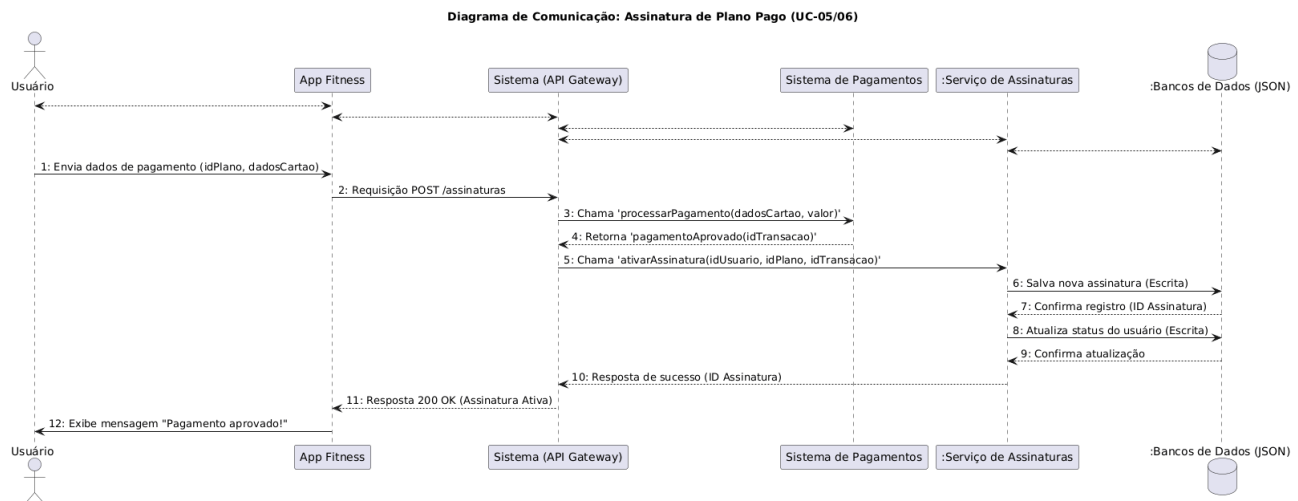 Diagrama de Comunicação: Assinatura de Plano Pago (UC-05/06)
Usuário
App Fitness
Sistema (API Gateway)
Sistema de Pagamentos
:Serviço de Assinaturas
:Bancos de Dados (JSON)
1: Envia dados de pagamento (idPlano, dadosCartao)
2: Requisição POST /assinaturas
3: Chama 'processarPagamento(dadosCartao, valor)'
4: Retorna 'pagamentoAprovado(idTransacao)'
5: Chama 'ativarAssinatura(idUsuario, idPlano, idTransacao)'
6: Salva nova assinatura (Escrita)
7: Confirma registro (ID Assinatura)
8: Atualiza status do usuário (Escrita)
9: Confirma atualização
10: Resposta de sucesso (ID Assinatura)
11: Resposta 200 OK (Assinatura Ativa)
12: Exibe mensagem "Pagamento aprovado!"
Usuário
App Fitness
Sistema (API Gateway)
Sistema de Pagamentos
:Serviço de Assinaturas
:Bancos de Dados (JSON)